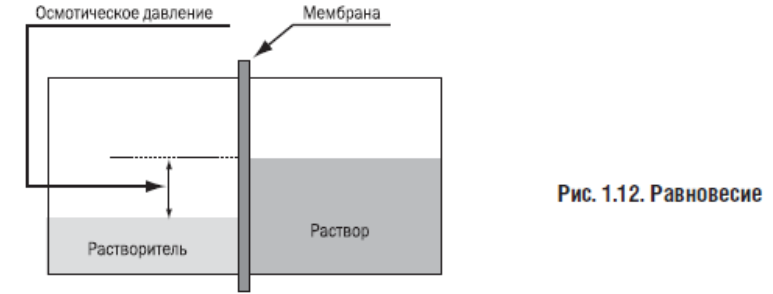 Осмотическое давление
Мембрана
Рис. 1.12. Равновесие
Раствор
Растворитель